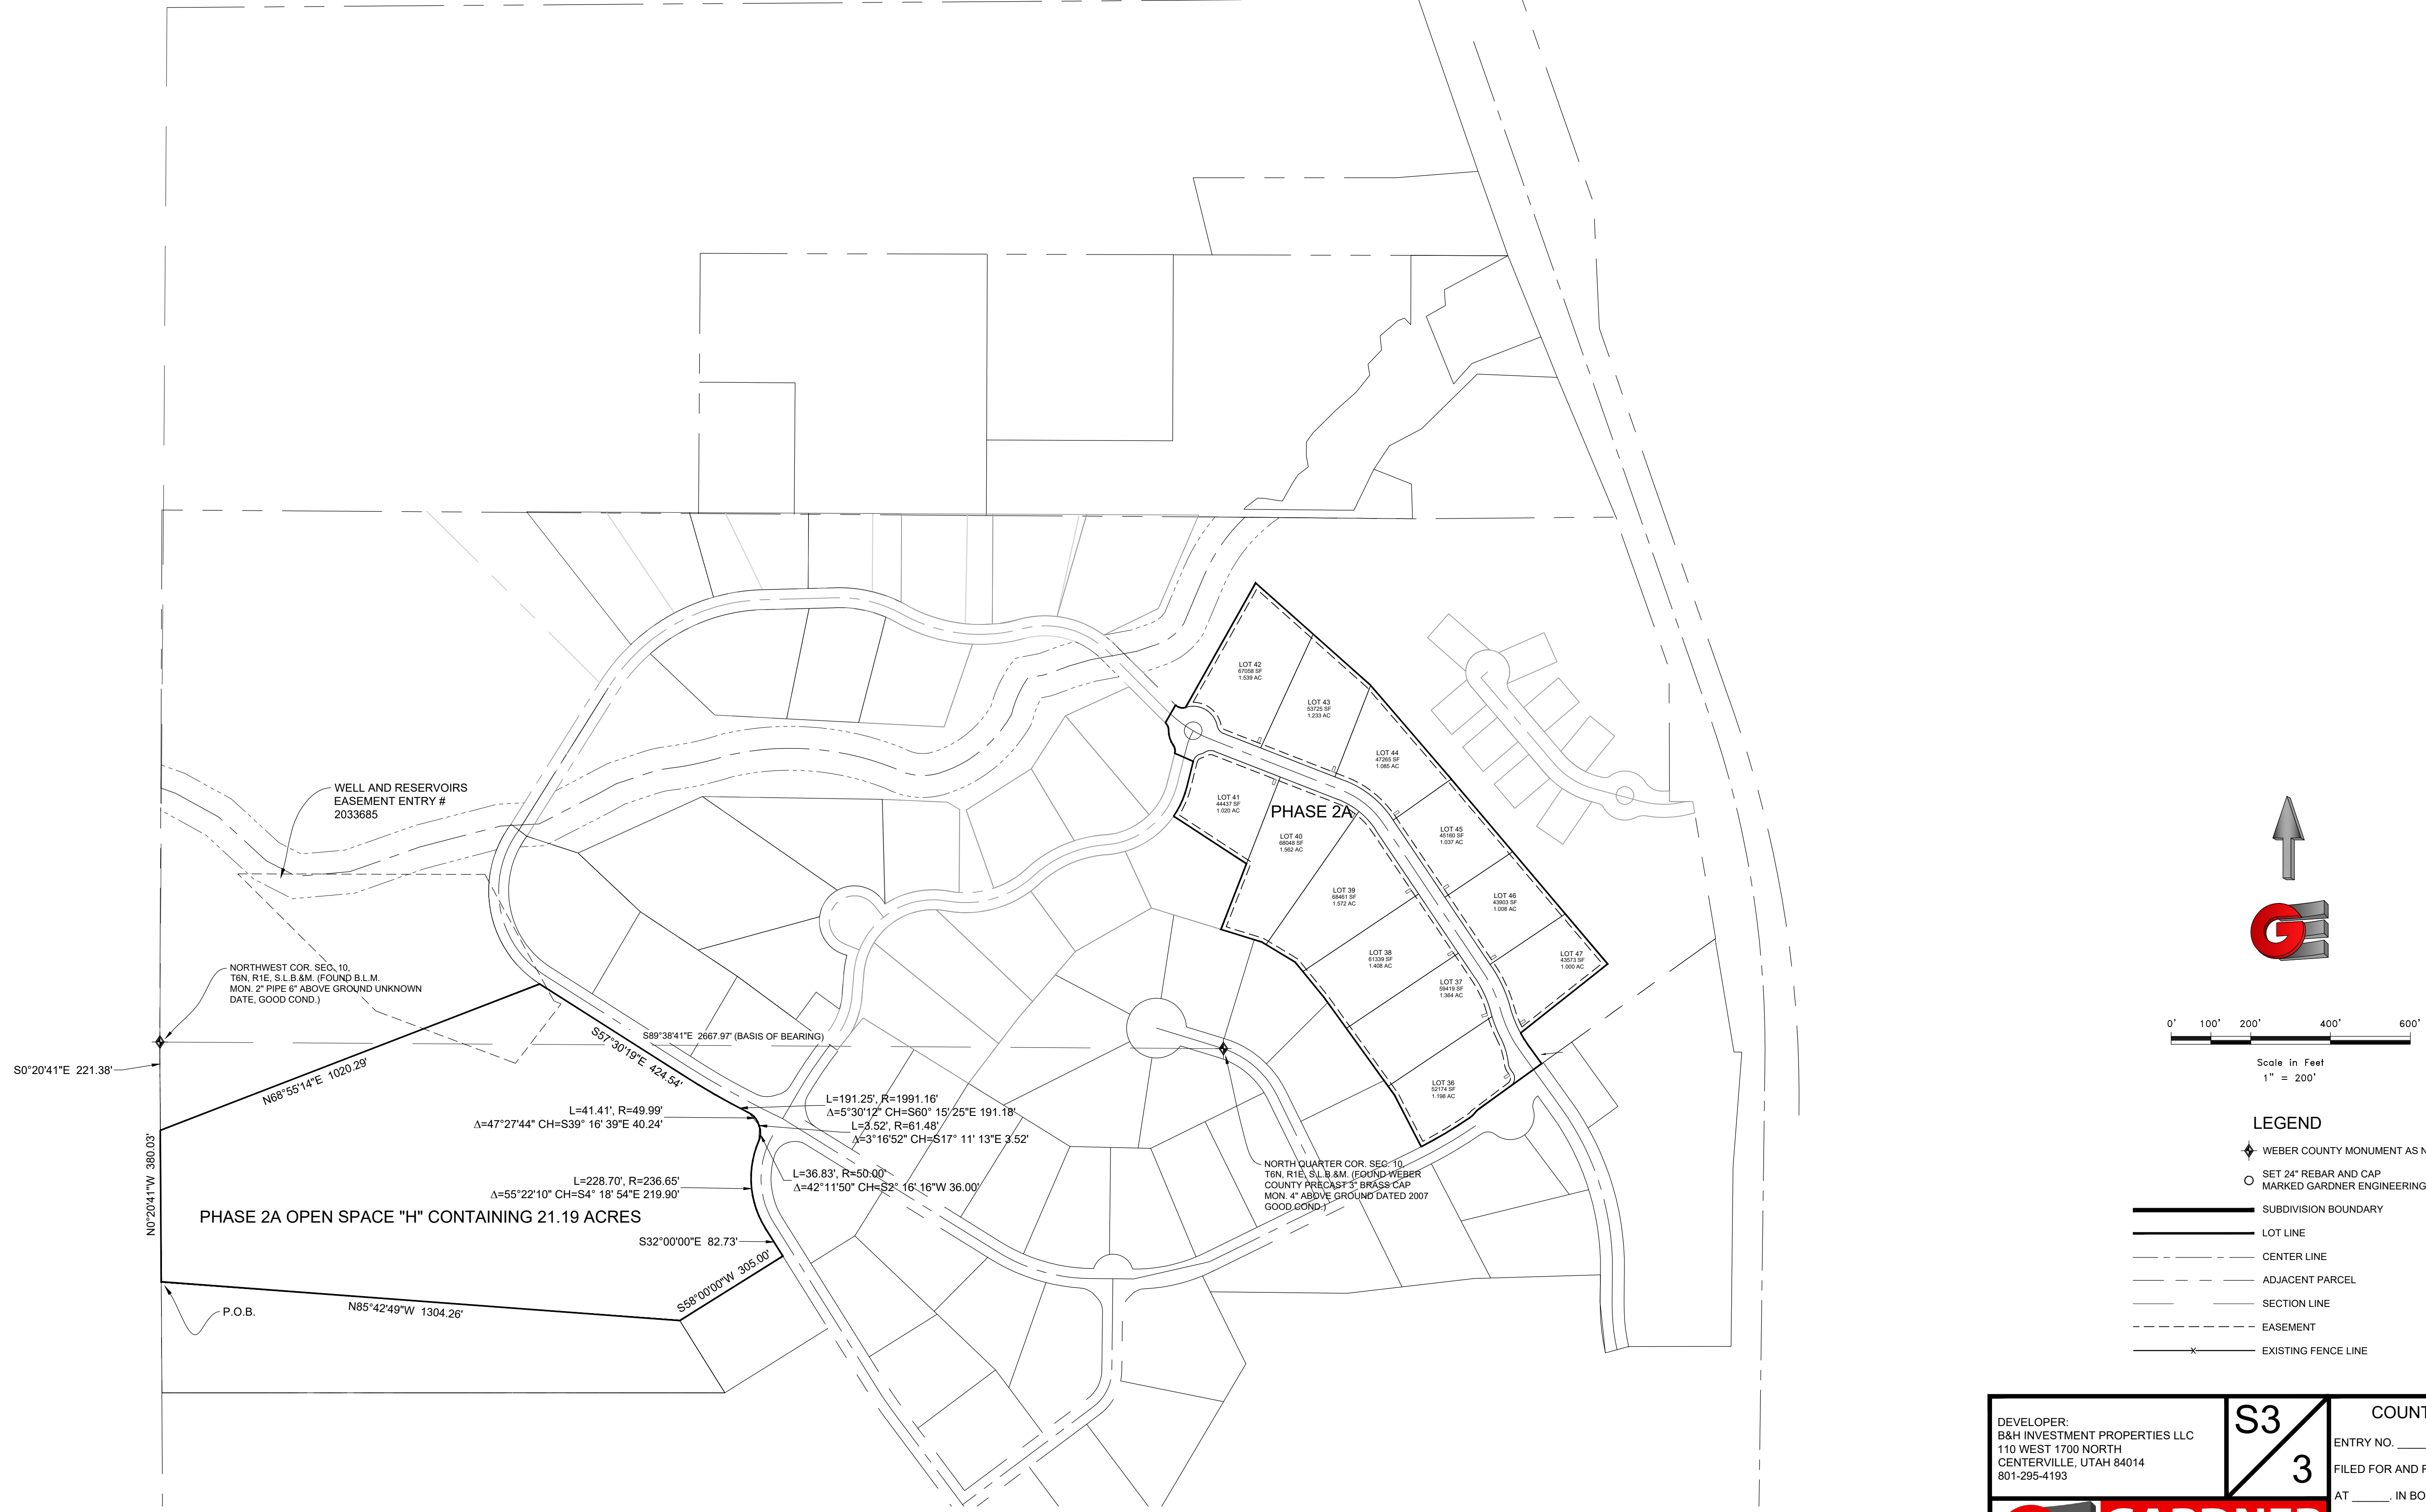 LOT 42
67058 SF
1.539 AC
LOT 43
53725 SF
1.233 AC
LOT 44
47265 SF
1.085 AC
LOT 41
44437 SF
1.020 AC
PHASE 2A
LOT 40
68048 SF
1.562 AC
LOT 45
45160 SF
1.037 AC
LOT 39
68461 SF
1.572 AC
LOT 46
43903 SF
1.008 AC
LOT 38
61339 SF
1.408 AC
LOT 47
43573 SF
1.000 AC
LOT 37
59419 SF
1.364 AC
LOT 36
52174 SF
1.198 AC
WELL AND RESERVOIRS
EASEMENT ENTRY #
2033685
NORTHWEST COR. SEC. 10,
T6N, R1E, S.L.B.&M. (FOUND B.L.M.
MON. 2" PIPE 6" ABOVE GROUND UNKNOWN
DATE, GOOD COND.)
S0°20'41"E 221.38'
N68°55'14"E 1020.29'
S57°30'19"E 424.54'
S89°38'41"E 2667.97' (BASIS OF BEARING)
L=191.25', R=1991.16'
Δ=5°30'12" CH=S60° 15' 25"E 191.18'
L=41.41', R=49.99'
Δ=47°27'44" CH=S39° 16' 39"E 40.24'
L=3.52', R=61.48'
Δ=3°16'52" CH=S17° 11' 13"E 3.52'
L=36.83', R=50.00'
Δ=42°11'50" CH=S2° 16' 16"W 36.00'
L=228.70', R=236.65'
Δ=55°22'10" CH=S4° 18' 54"E 219.90'
N0°20'41"W 380.03'
PHASE 2A OPEN SPACE "H" CONTAINING 21.19 ACRES
S32°00'00"E 82.73'
S58°00'00"W 305.00'
N85°42'49"W 1304.26'
P.O.B.
NORTH QUARTER COR. SEC. 10,
T6N, R1E, S.L.B.&M. (FOUND WEBER
COUNTY PRECAST 3" BRASS CAP
MON. 4" ABOVE GROUND DATED 2007
GOOD COND.)
0' 100' 200' 400' 600'
Scale in Feet
1" = 200'
LEGEND
WEBER COUNTY MONUMENT AS N
SET 24" REBAR AND CAP
MARKED GARDNER ENGINEERING
SUBDIVISION BOUNDARY
LOT LINE
CENTER LINE
ADJACENT PARCEL
SECTION LINE
EASEMENT
X
EXISTING FENCE LINE
DEVELOPER:
B&H INVESTMENT PROPERTIES LLC
110 WEST 1700 NORTH
CENTERVILLE, UTAH 84014
801-295-4193
S3
3
COUNT
ENTRY NO. ____
FILED FOR AND R
AT ______. IN BO